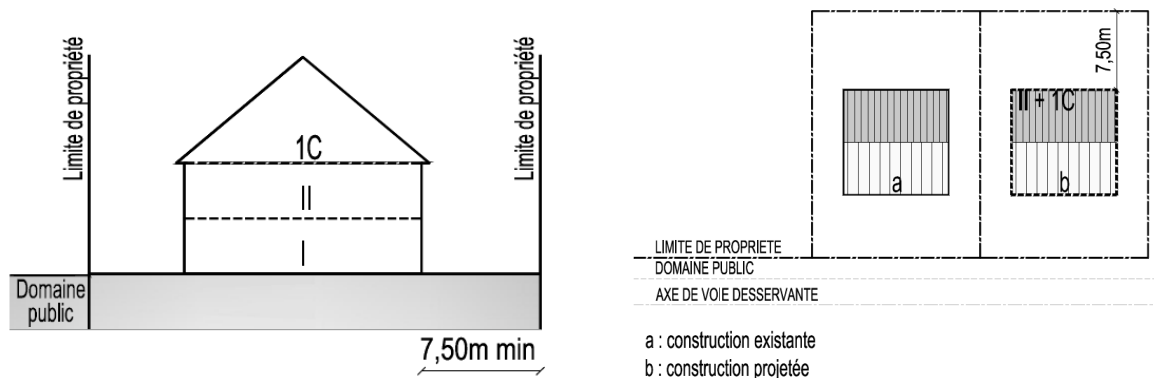 Limite de propriété
Limite de propriété
1C
II
I
Domaine
public
7,50m min
7,50m
II + 1C
a
b
LIMITE DE PROPRIETE
DOMAINE PUBLIC
AXE DE VOIE DESSERVANTE
a : construction existante
b : construction projetée